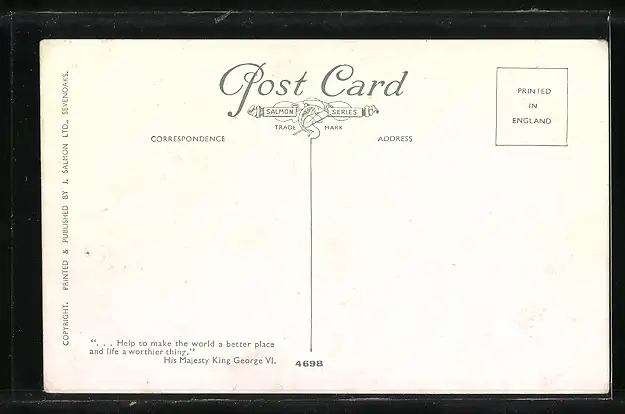 Post Card
SALMON SERIES
TRADE MARK
CORRESPONDENCE
ADDRESS
PRINTED
IN
ENGLAND
COPYRIGHT. PRINTED & PUBLISHED BY J. SALMON LTD., SEVENOAKS.
". . . Help to make the world a better place
and life a worthier thing."
His Majesty King George VI.
4698